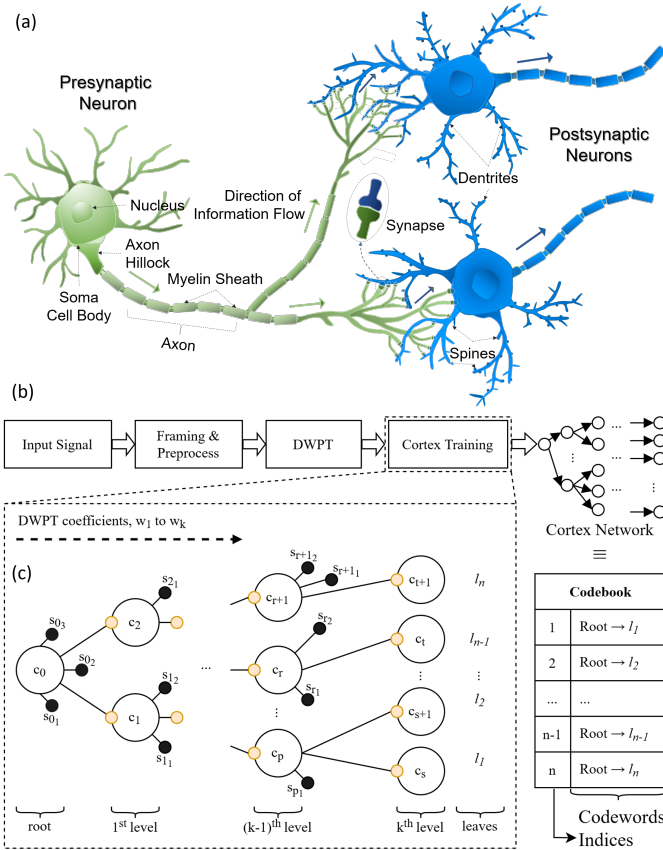 (a)
Presynaptic
Neuron
Nucleus
Axon
Hillock
Soma
Cell Body
Myelin Sheath
Axon
Direction of
Information Flow
Synapse
Dentrites
Postsynaptic
Neurons
Spines
(b)
Input Signal
Framing &
Preprocess
DWPT
Cortex Training
... ...
⋮ ⋮
... ...
Cortex Network
≡
DWPT coefficients, w1 to wk
(c)
c0
s03
s02
s01
c2
s21
c1
s12
s11
...
cr+1
sr+12
sr+11
cr
sr2
sr1
⋮
cp
sp1
ct+1
ln
ct
ln-1
⋮ ⋮
cs+1
l2
cs
l1
root
1st level
(k-1)th level
kth level
leaves
Codebook
1 Root → l1
2 Root → l2
... ...
n-1 Root → ln-1
n Root → ln
Codewords
Indices